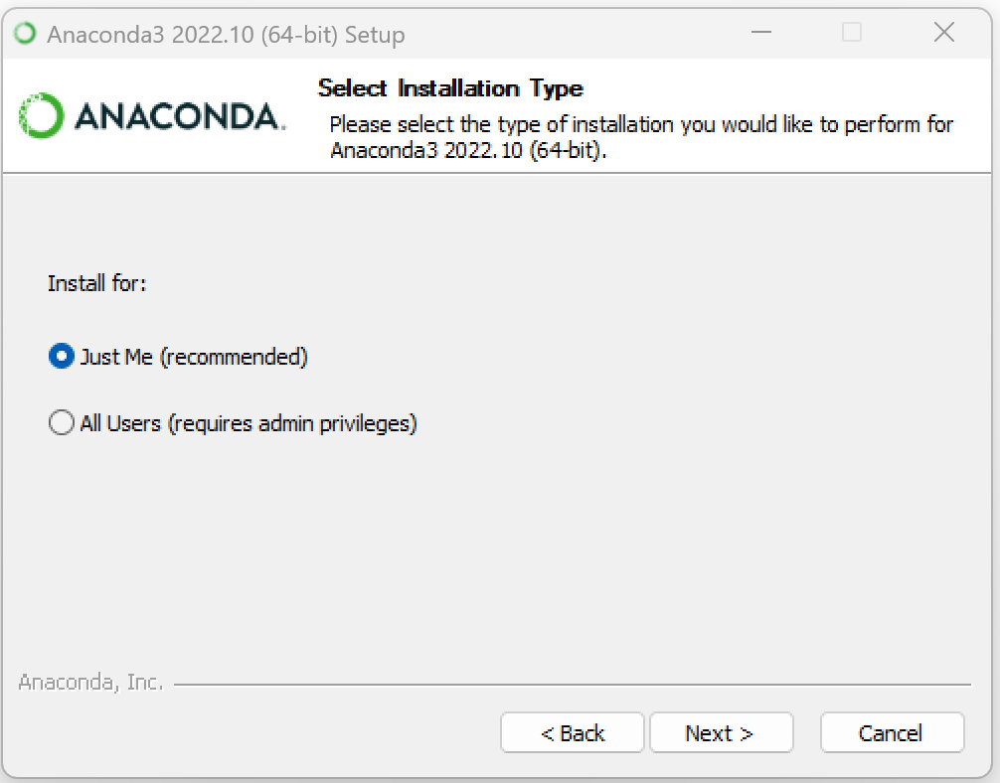 Anaconda3 2022.10 (64-bit) Setup
ANACONDA.
Select Installation Type
Please select the type of installation you would like to perform for
Anaconda3 2022.10 (64-bit).
Install for:
Just Me (recommended)
All Users (requires admin privileges)
Anaconda, Inc.
< Back
Next >
Cancel